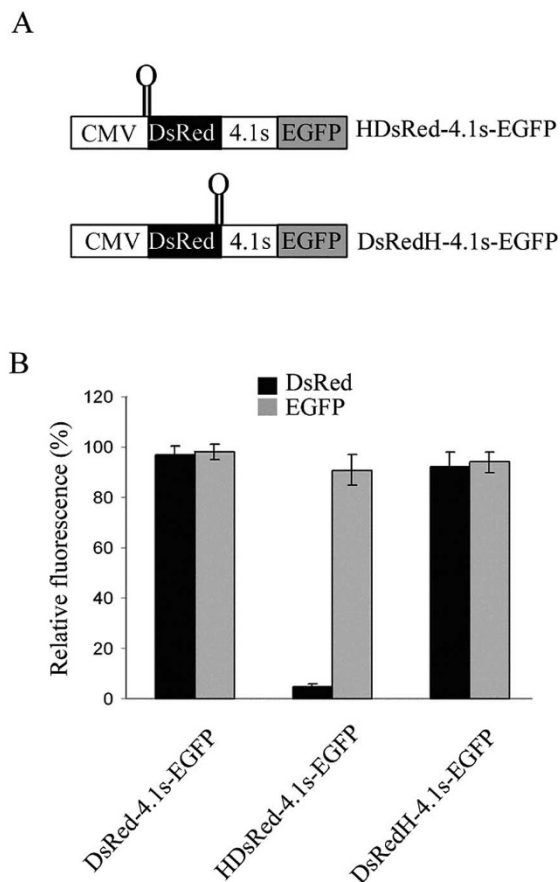 A
CMV DsRed 4.1s EGFP HDsRed-4.1s-EGFP
CMV DsRed 4.1s EGFP DsRedH-4.1s-EGFP
B
DsRed
EGFP
Relative fluorescence (%)
120
100
80
60
40
20
0
DsRed-4.1s-EGFP
HDsRed-4.1s-EGFP
DsRedH-4.1s-EGFP